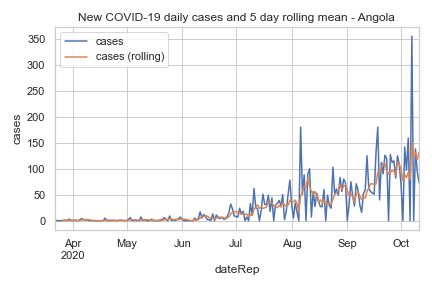 New COVID-19 daily cases and 5 day rolling mean - Angola
cases
cases (rolling)
350
300
250
200
150
100
50
0
cases
Apr
2020
May
Jun
Jul
Aug
Sep
Oct
dateRep